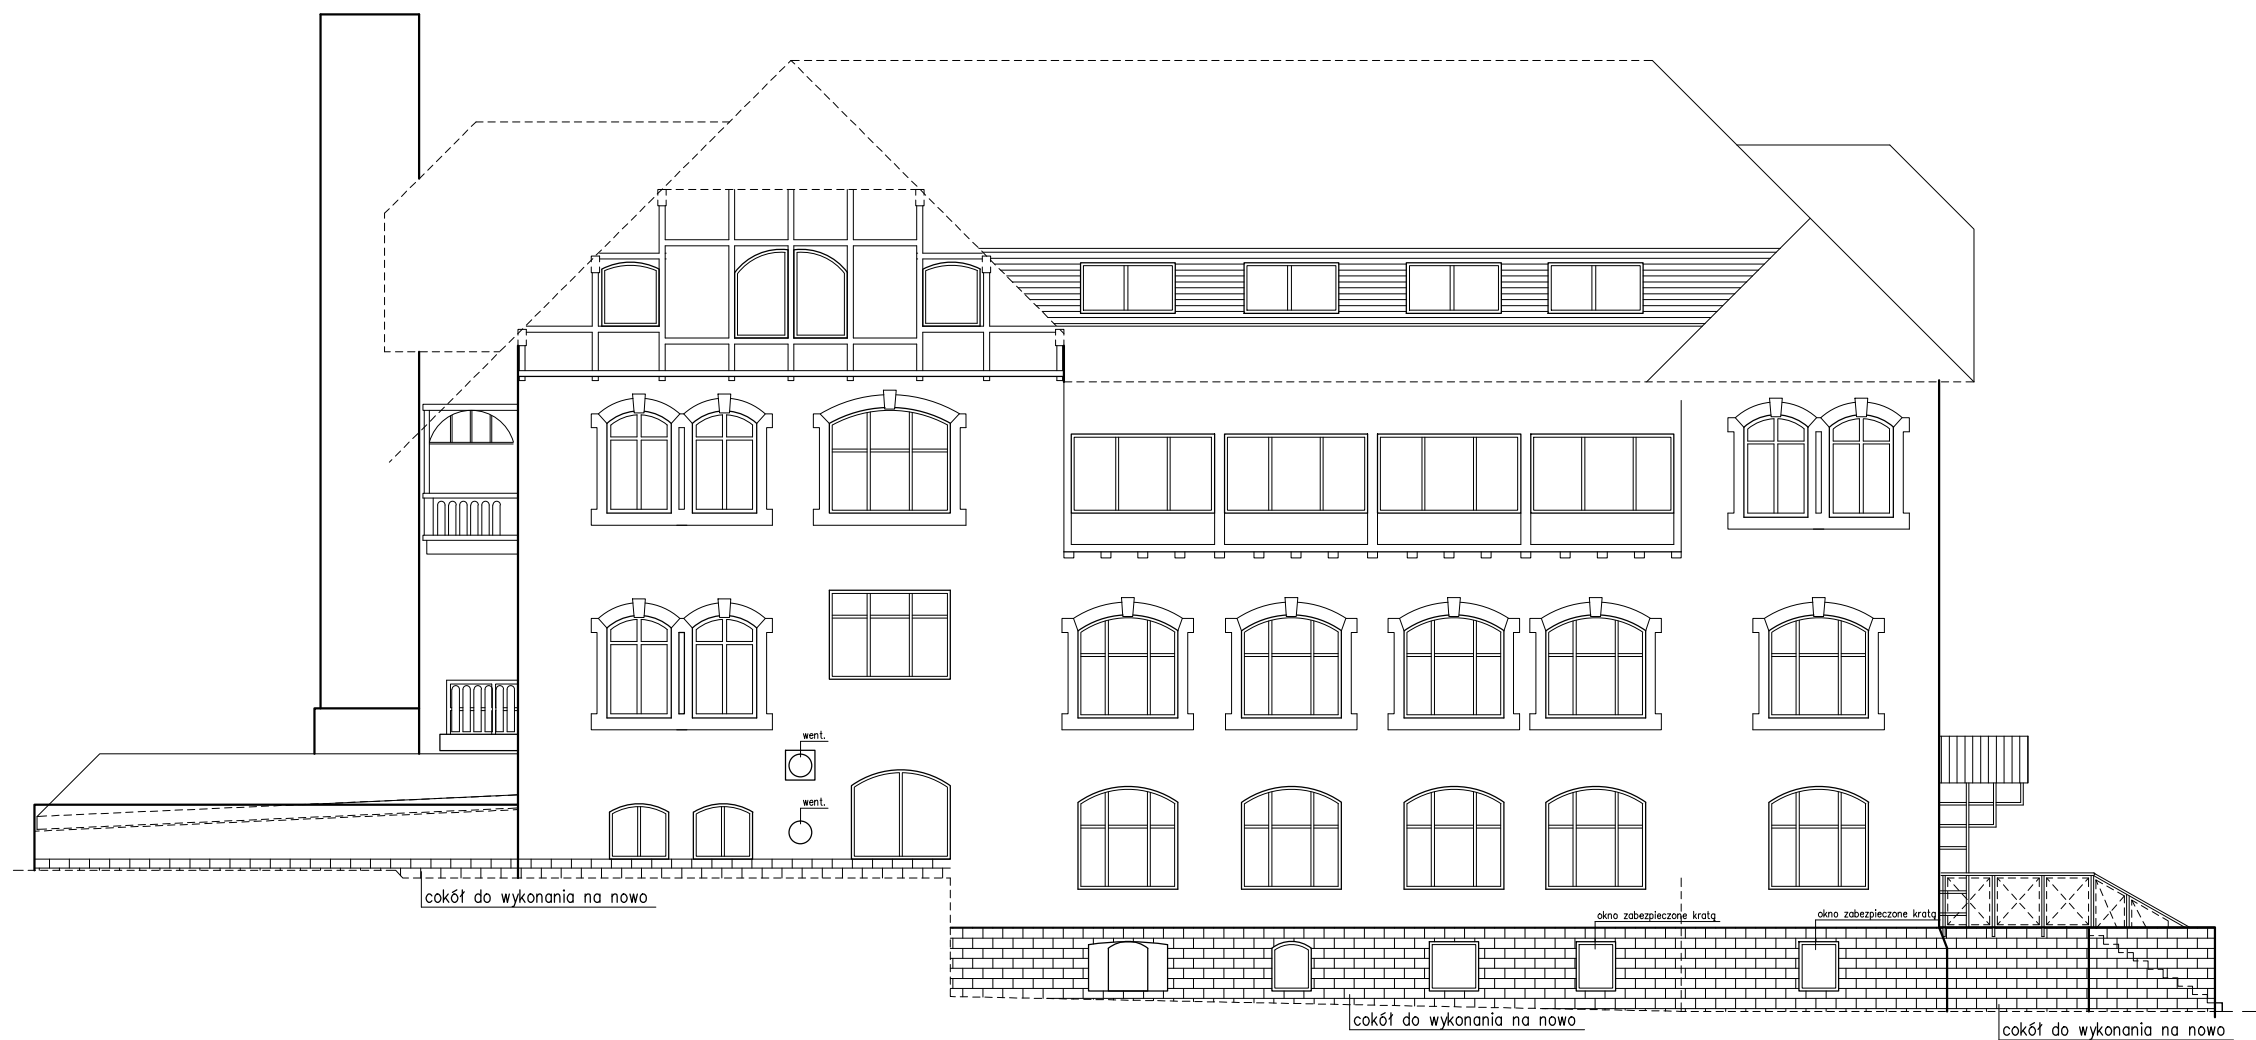 went.
went.
cokół do wykonania na nowo
okno zabezpieczone kratą
okno zabezpieczone kratą
cokół do wykonania na nowo
cokół do wykonania na nowo